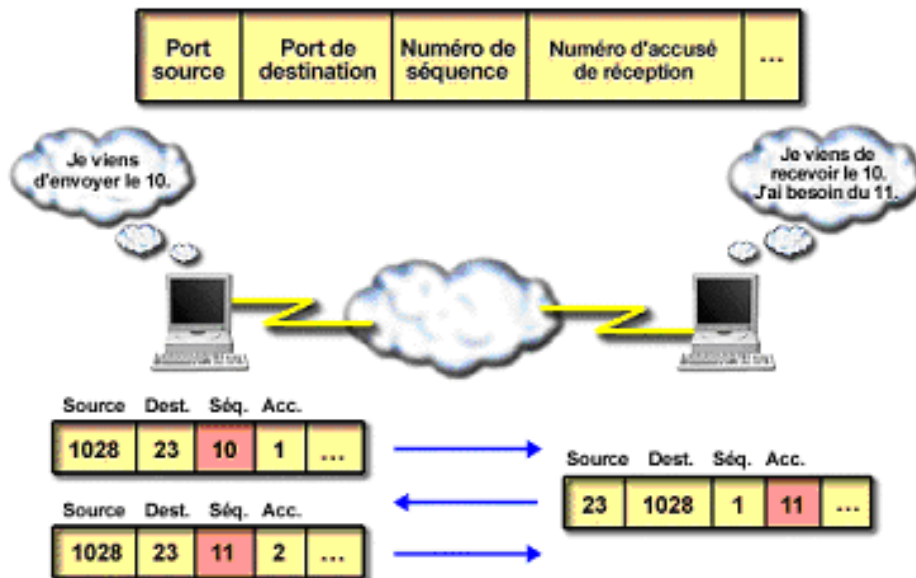 Port source
Port de destination
Numéro de séquence
Numéro d'accusé de réception
...
Je viens
d'envoyer le 10.
Je viens de
recevoir le 10.
J'ai besoin du 11.
Source Dest. Séq. Acc.
1028 23 10 1 ...
Source Dest. Séq. Acc.
23 1028 1 11 ...
Source Dest. Séq. Acc.
1028 23 11 2 ...